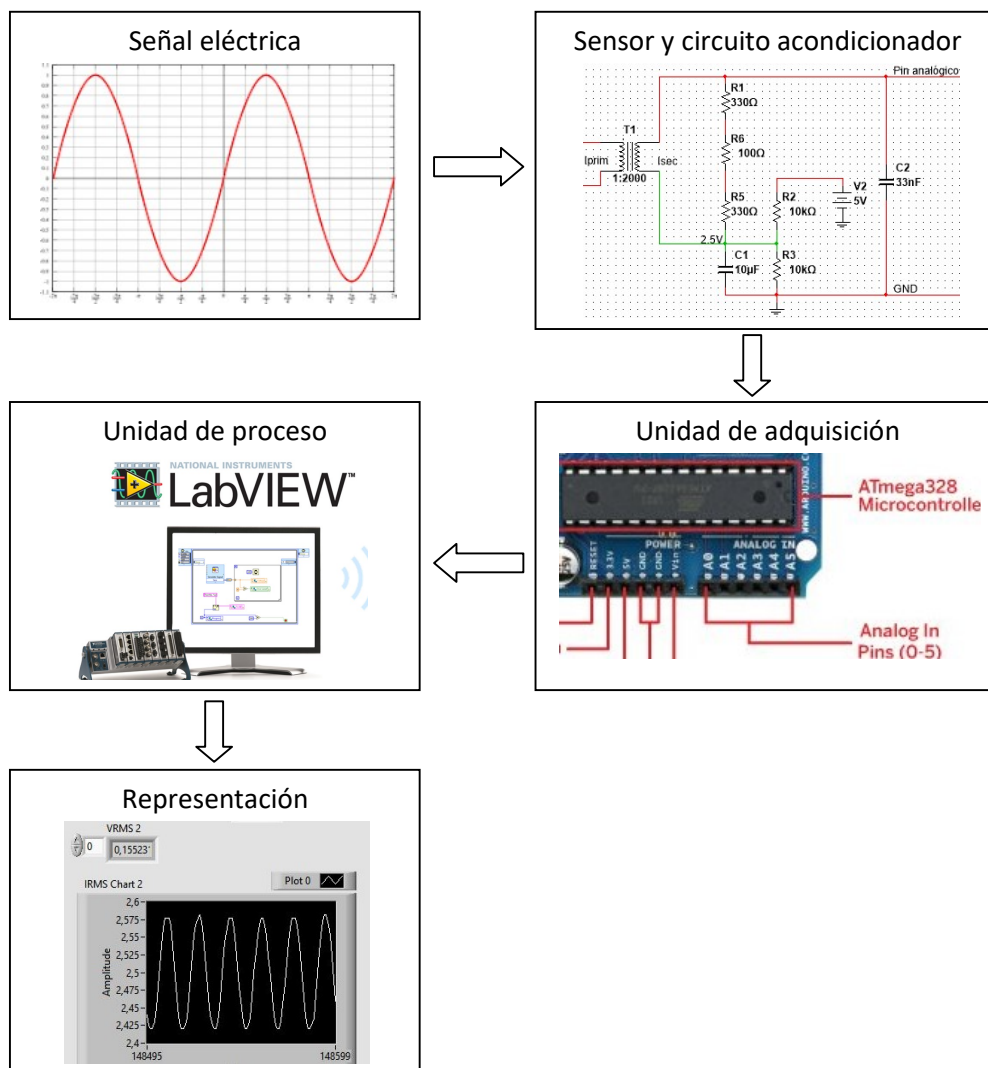 Señal eléctrica
Sensor y circuito acondicionador
Pin analógico
R1
330Ω
T1
R6
100Ω
Iprim
Isec
1:2000
C2
33nF
V2
5V
R5
330Ω
R2
10kΩ
2.5V
C1
10µF
R3
10kΩ
GND
Unidad de proceso
NATIONAL INSTRUMENTS
LabVIEW™
Unidad de adquisición
ATmega328
Microcontrolle
WWW.ARDUINO.CC
POWER
ANALOG IN
RESET
3.3V
5V
GND
GND
Vin
A0
A1
A2
A3
A4
A5
Analog In
Pins (0-5)
Representación
VRMS 2
0
0,15523
IRMS Chart 2
Plot 0
2,6
2,575
2,55
2,525
2,5
2,475
2,45
2,425
2,4
Amplitude
148495
148599